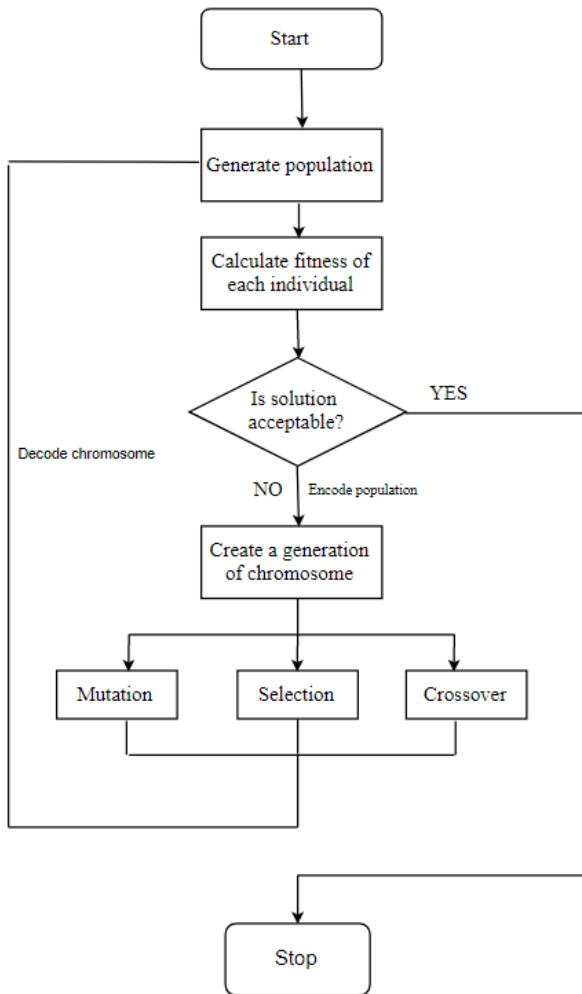 Start
Generate population
Calculate fitness of
each individual
Is solution
acceptable?
YES
Decode chromosome
NO
Encode population
Create a generation
of chromosome
Mutation
Selection
Crossover
Stop